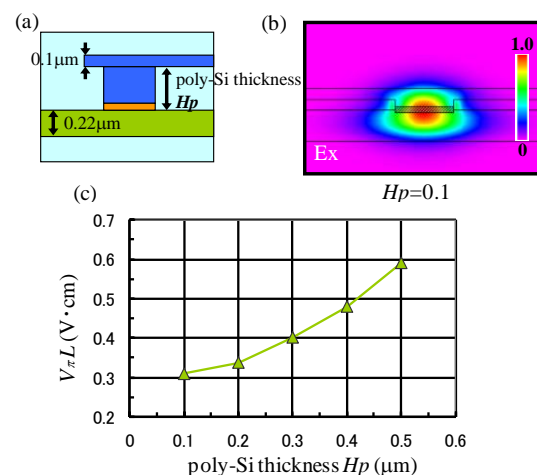 (a)
0.1μm
poly-Si thickness
Hp
0.22μm
(b)
1.0
0
Ex
Hp=0.1
(c)
0.7
0.6
0.5
0.4
0.3
0.2
VπL (V・cm)
0 0.1 0.2 0.3 0.4 0.5 0.6
poly-Si thickness Hp (μm)